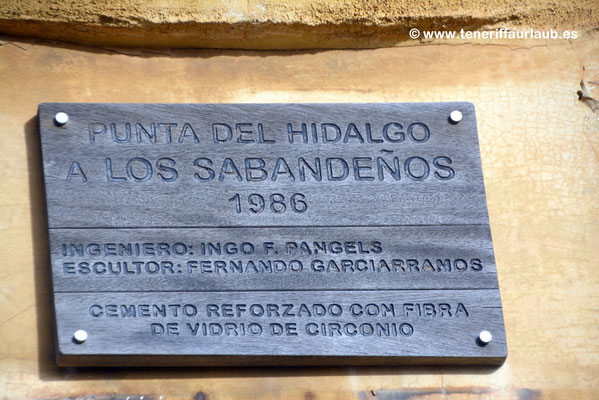 © www.teneriffaurlaub.es
PUNTA DEL HIDALGO
A LOS SABANDEÑOS
1986
INGENIERO: INGO F. PANGELS
ESCULTOR: FERNANDO GARCIARRAMOS
CEMENTO REFORZADO CON FIBRA
DE VIDRIO DE CIRCONIO